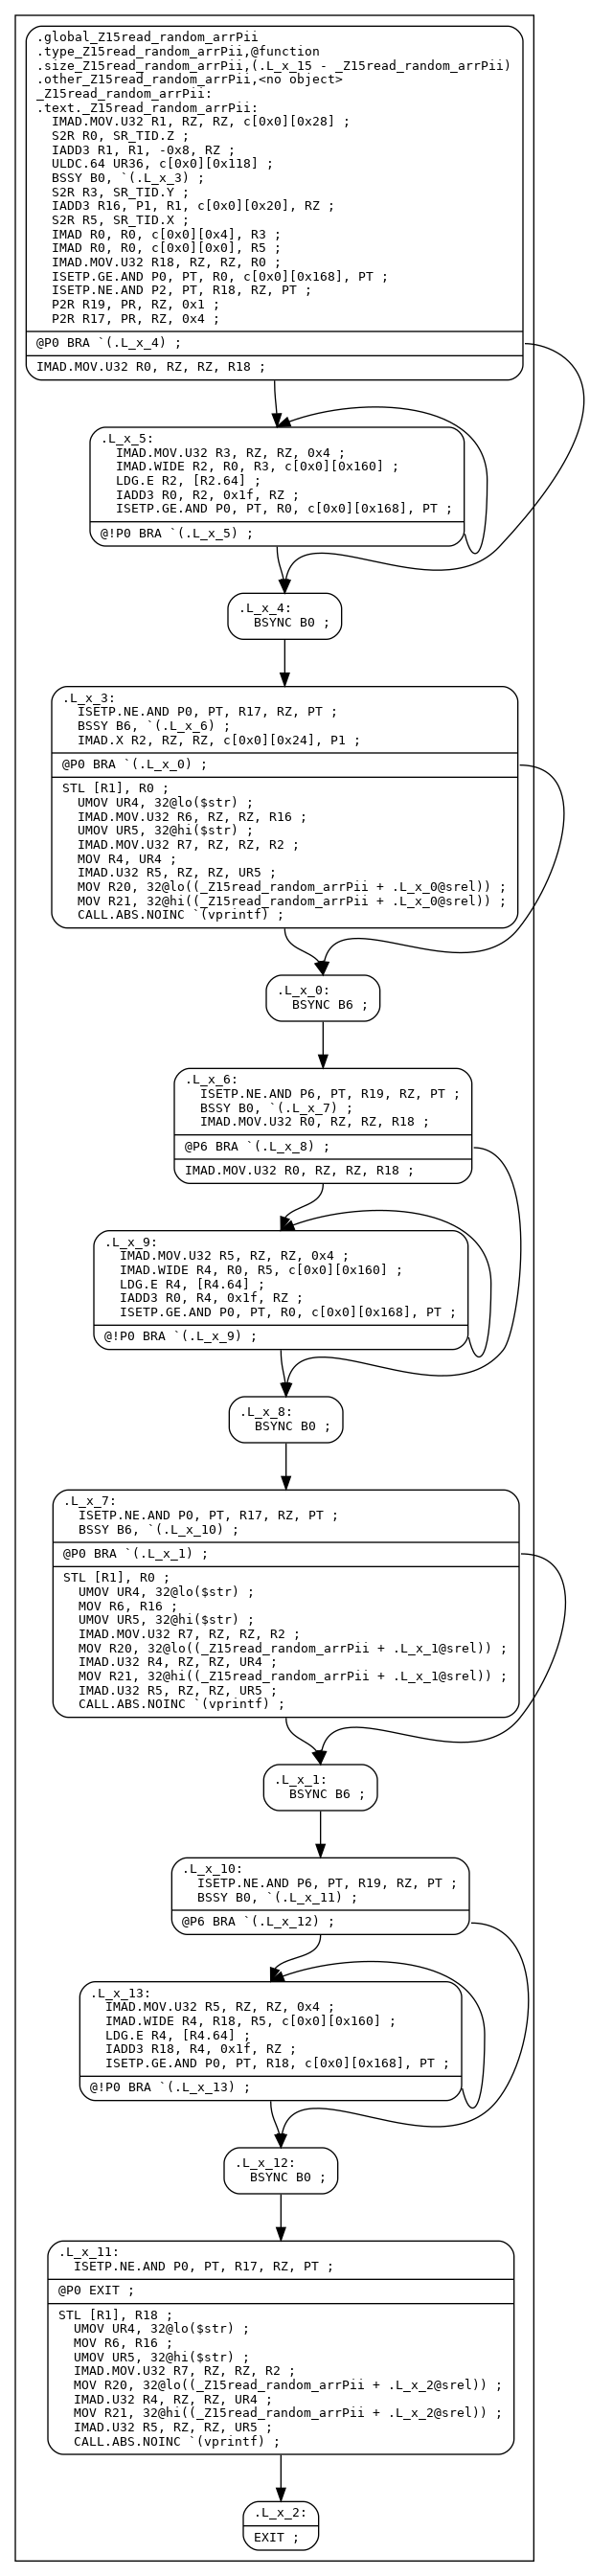 .global_Z15read_random_arrPii
.type_Z15read_random_arrPii,@function
.size_Z15read_random_arrPii,(.L_x_15 - _Z15read_random_arrPii)
.other_Z15read_random_arrPii,<no object>
_Z15read_random_arrPii:
.text._Z15read_random_arrPii:
IMAD.MOV.U32 R1, RZ, RZ, c[0x0][0x28] ;
S2R R0, SR_TID.Z ;
IADD3 R1, R1, -0x8, RZ ;
ULDC.64 UR36, c[0x0][0x118] ;
BSSY B0, `(.L_x_3) ;
S2R R3, SR_TID.Y ;
IADD3 R16, P1, R1, c[0x0][0x20], RZ ;
S2R R5, SR_TID.X ;
IMAD R0, R0, c[0x0][0x4], R3 ;
IMAD R0, R0, c[0x0][0x0], R5 ;
IMAD.MOV.U32 R18, RZ, RZ, R0 ;
ISETP.GE.AND P0, PT, R0, c[0x0][0x168], PT ;
ISETP.NE.AND P2, PT, R18, RZ, PT ;
P2R R19, PR, RZ, 0x1 ;
P2R R17, PR, RZ, 0x4 ;
@P0 BRA `(.L_x_4) ;
IMAD.MOV.U32 R0, RZ, RZ, R18 ;
.L_x_5:
IMAD.MOV.U32 R3, RZ, RZ, 0x4 ;
IMAD.WIDE R2, R0, R3, c[0x0][0x160] ;
LDG.E R2, [R2.64] ;
IADD3 R0, R2, 0x1f, RZ ;
ISETP.GE.AND P0, PT, R0, c[0x0][0x168], PT ;
@!P0 BRA `(.L_x_5) ;
.L_x_4:
BSYNC B0 ;
.L_x_3:
ISETP.NE.AND P0, PT, R17, RZ, PT ;
BSSY B6, `(.L_x_6) ;
IMAD.X R2, RZ, RZ, c[0x0][0x24], P1 ;
@P0 BRA `(.L_x_0) ;
STL [R1], R0 ;
UMOV UR4, 32@lo($str) ;
IMAD.MOV.U32 R6, RZ, RZ, R16 ;
UMOV UR5, 32@hi($str) ;
IMAD.MOV.U32 R7, RZ, RZ, R2 ;
MOV R4, UR4 ;
IMAD.U32 R5, RZ, RZ, UR5 ;
MOV R20, 32@lo((_Z15read_random_arrPii + .L_x_0@srel)) ;
MOV R21, 32@hi((_Z15read_random_arrPii + .L_x_0@srel)) ;
CALL.ABS.NOINC `(vprintf) ;
.L_x_0:
BSYNC B6 ;
.L_x_6:
ISETP.NE.AND P6, PT, R19, RZ, PT ;
BSSY B0, `(.L_x_7) ;
IMAD.MOV.U32 R0, RZ, RZ, R18 ;
@P6 BRA `(.L_x_8) ;
IMAD.MOV.U32 R0, RZ, RZ, R18 ;
.L_x_9:
IMAD.MOV.U32 R5, RZ, RZ, 0x4 ;
IMAD.WIDE R4, R0, R5, c[0x0][0x160] ;
LDG.E R4, [R4.64] ;
IADD3 R0, R4, 0x1f, RZ ;
ISETP.GE.AND P0, PT, R0, c[0x0][0x168], PT ;
@!P0 BRA `(.L_x_9) ;
.L_x_8:
BSYNC B0 ;
.L_x_7:
ISETP.NE.AND P0, PT, R17, RZ, PT ;
BSSY B6, `(.L_x_10) ;
@P0 BRA `(.L_x_1) ;
STL [R1], R0 ;
UMOV UR4, 32@lo($str) ;
MOV R6, R16 ;
UMOV UR5, 32@hi($str) ;
IMAD.MOV.U32 R7, RZ, RZ, R2 ;
MOV R20, 32@lo((_Z15read_random_arrPii + .L_x_1@srel)) ;
IMAD.U32 R4, RZ, RZ, UR4 ;
MOV R21, 32@hi((_Z15read_random_arrPii + .L_x_1@srel)) ;
IMAD.U32 R5, RZ, RZ, UR5 ;
CALL.ABS.NOINC `(vprintf) ;
.L_x_1:
BSYNC B6 ;
.L_x_10:
ISETP.NE.AND P6, PT, R19, RZ, PT ;
BSSY B0, `(.L_x_11) ;
@P6 BRA `(.L_x_12) ;
.L_x_13:
IMAD.MOV.U32 R5, RZ, RZ, 0x4 ;
IMAD.WIDE R4, R18, R5, c[0x0][0x160] ;
LDG.E R4, [R4.64] ;
IADD3 R18, R4, 0x1f, RZ ;
ISETP.GE.AND P0, PT, R18, c[0x0][0x168], PT ;
@!P0 BRA `(.L_x_13) ;
.L_x_12:
BSYNC B0 ;
.L_x_11:
ISETP.NE.AND P0, PT, R17, RZ, PT ;
@P0 EXIT ;
STL [R1], R18 ;
UMOV UR4, 32@lo($str) ;
MOV R6, R16 ;
UMOV UR5, 32@hi($str) ;
IMAD.MOV.U32 R7, RZ, RZ, R2 ;
MOV R20, 32@lo((_Z15read_random_arrPii + .L_x_2@srel)) ;
IMAD.U32 R4, RZ, RZ, UR4 ;
MOV R21, 32@hi((_Z15read_random_arrPii + .L_x_2@srel)) ;
IMAD.U32 R5, RZ, RZ, UR5 ;
CALL.ABS.NOINC `(vprintf) ;
.L_x_2:
EXIT ;